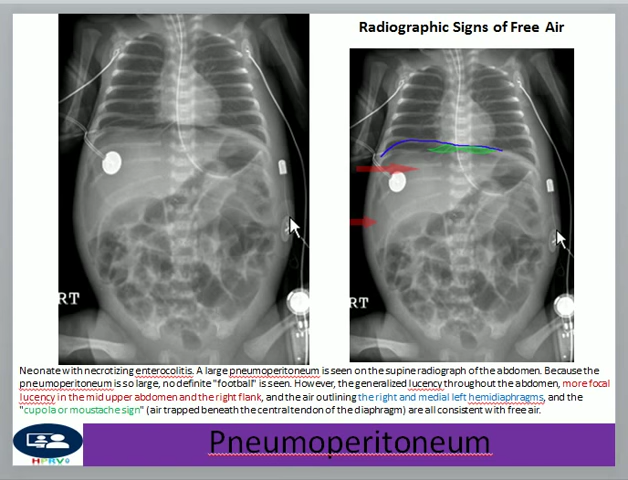 Radiographic Signs of Free Air
RT
RT
Neonate with necrotizing enterocolitis. A large pneumoperitoneum is seen on the supine radiograph of the abdomen. Because the
pneumoperitoneum is so large, no definite "football" is seen. However, the generalized lucency throughout the abdomen, more focal
lucency in the mid upper abdomen and the right flank, and the air outlining the right and medial left hemidiaphragms, and the
"cupola or moustache sign" (air trapped beneath the central tendon of the diaphragm) are all consistent with free air.
HPRV
Pneumoperitoneum